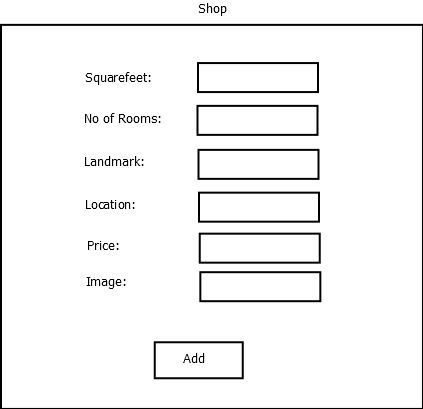 Shop
Squarefeet:
No of Rooms:
Landmark:
Location:
Price:
Image:
Add